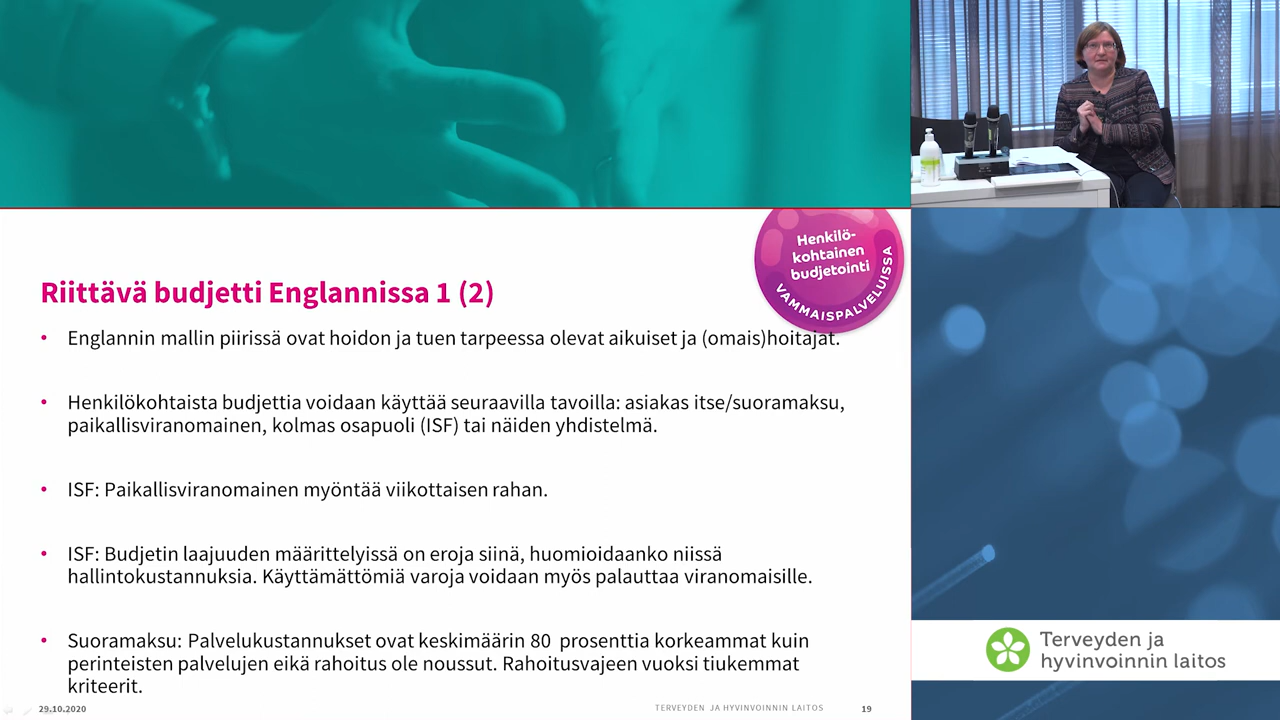 Henkilö-
kohtainen
budjetointi
VAMMAISPALVELUISSA
Riittävä budjetti Englannissa 1 (2)
• Englannin mallin piirissä ovat hoidon ja tuen tarpeessa olevat aikuiset ja (omais)hoitajat.
• Henkilökohtaista budjettia voidaan käyttää seuraavilla tavoilla: asiakas itse/suoramaksu,
paikallisviranomainen, kolmas osapuoli (ISF) tai näiden yhdistelmä.
• ISF: Paikallisviranomainen myöntää viikottaisen rahan.
• ISF: Budjetin laajuuden määrittelyissä on eroja siinä, huomioidaanko niissä
hallintokustannuksia. Käyttämättömiä varoja voidaan myös palauttaa viranomaisille.
• Suoramaksu: Palvelukustannukset ovat keskimäärin 80 prosenttia korkeammat kuin
perinteisten palvelujen eikä rahoitus ole noussut. Rahoitusvajeen vuoksi tiukemmat
kriteerit.
29.10.2020
TERVEYDEN JA HYVINVOINNIN LAITOS
19
Terveyden ja
hyvinvoinnin laitos